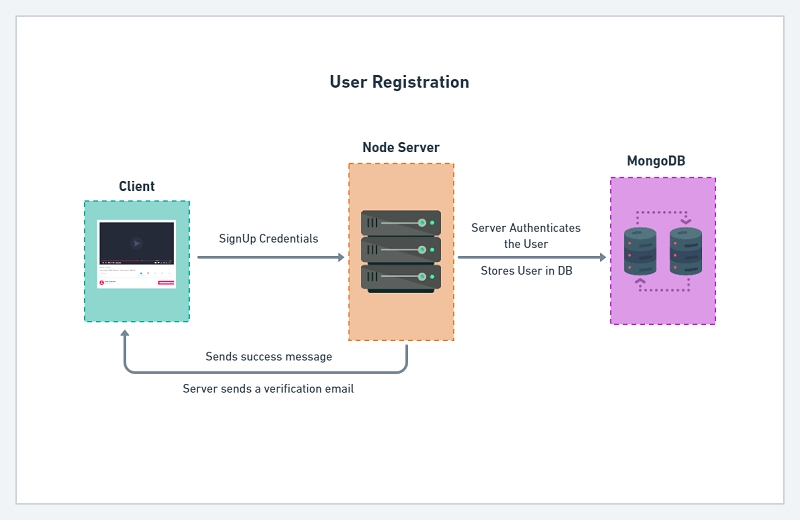 User Registration
Node Server
MongoDB
Client
SignUp Credentials
Server Authenticates
the User
Stores User in DB
Sends success message
Server sends a verification email